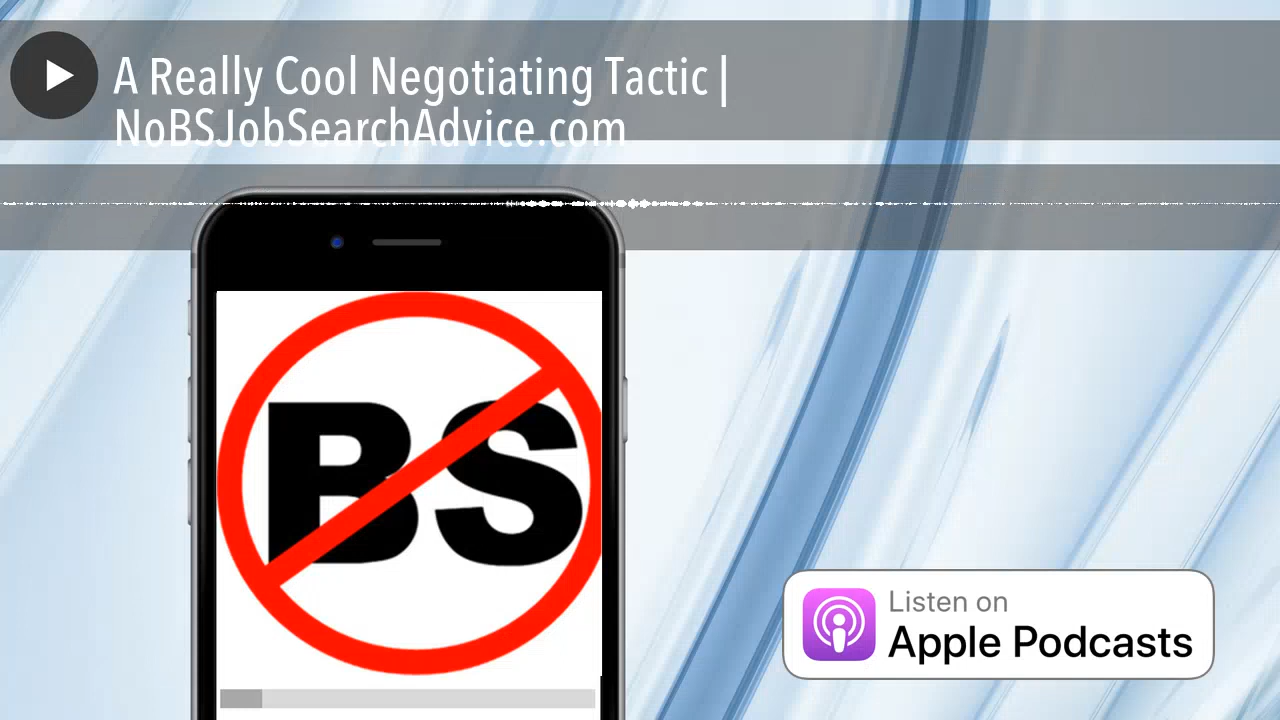 A Really Cool Negotiating Tactic |
NoBSJobSearchAdvice.com
BS
Listen on
Apple Podcasts